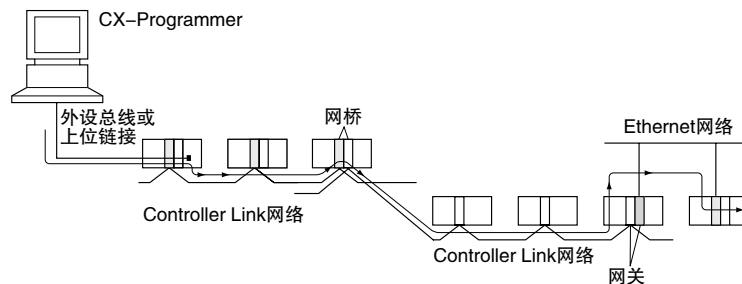 CX–Programmer
外设总线或
上位链接
网桥
Ethernet网络
Controller Link网络
Controller Link网络
网关